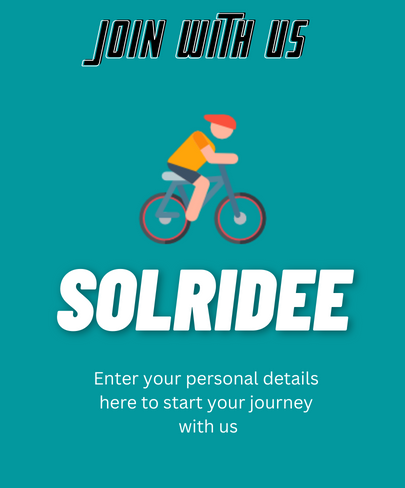 JOIN WITH US
SOLRIDEE
Enter your personal details
here to start your journey
with us